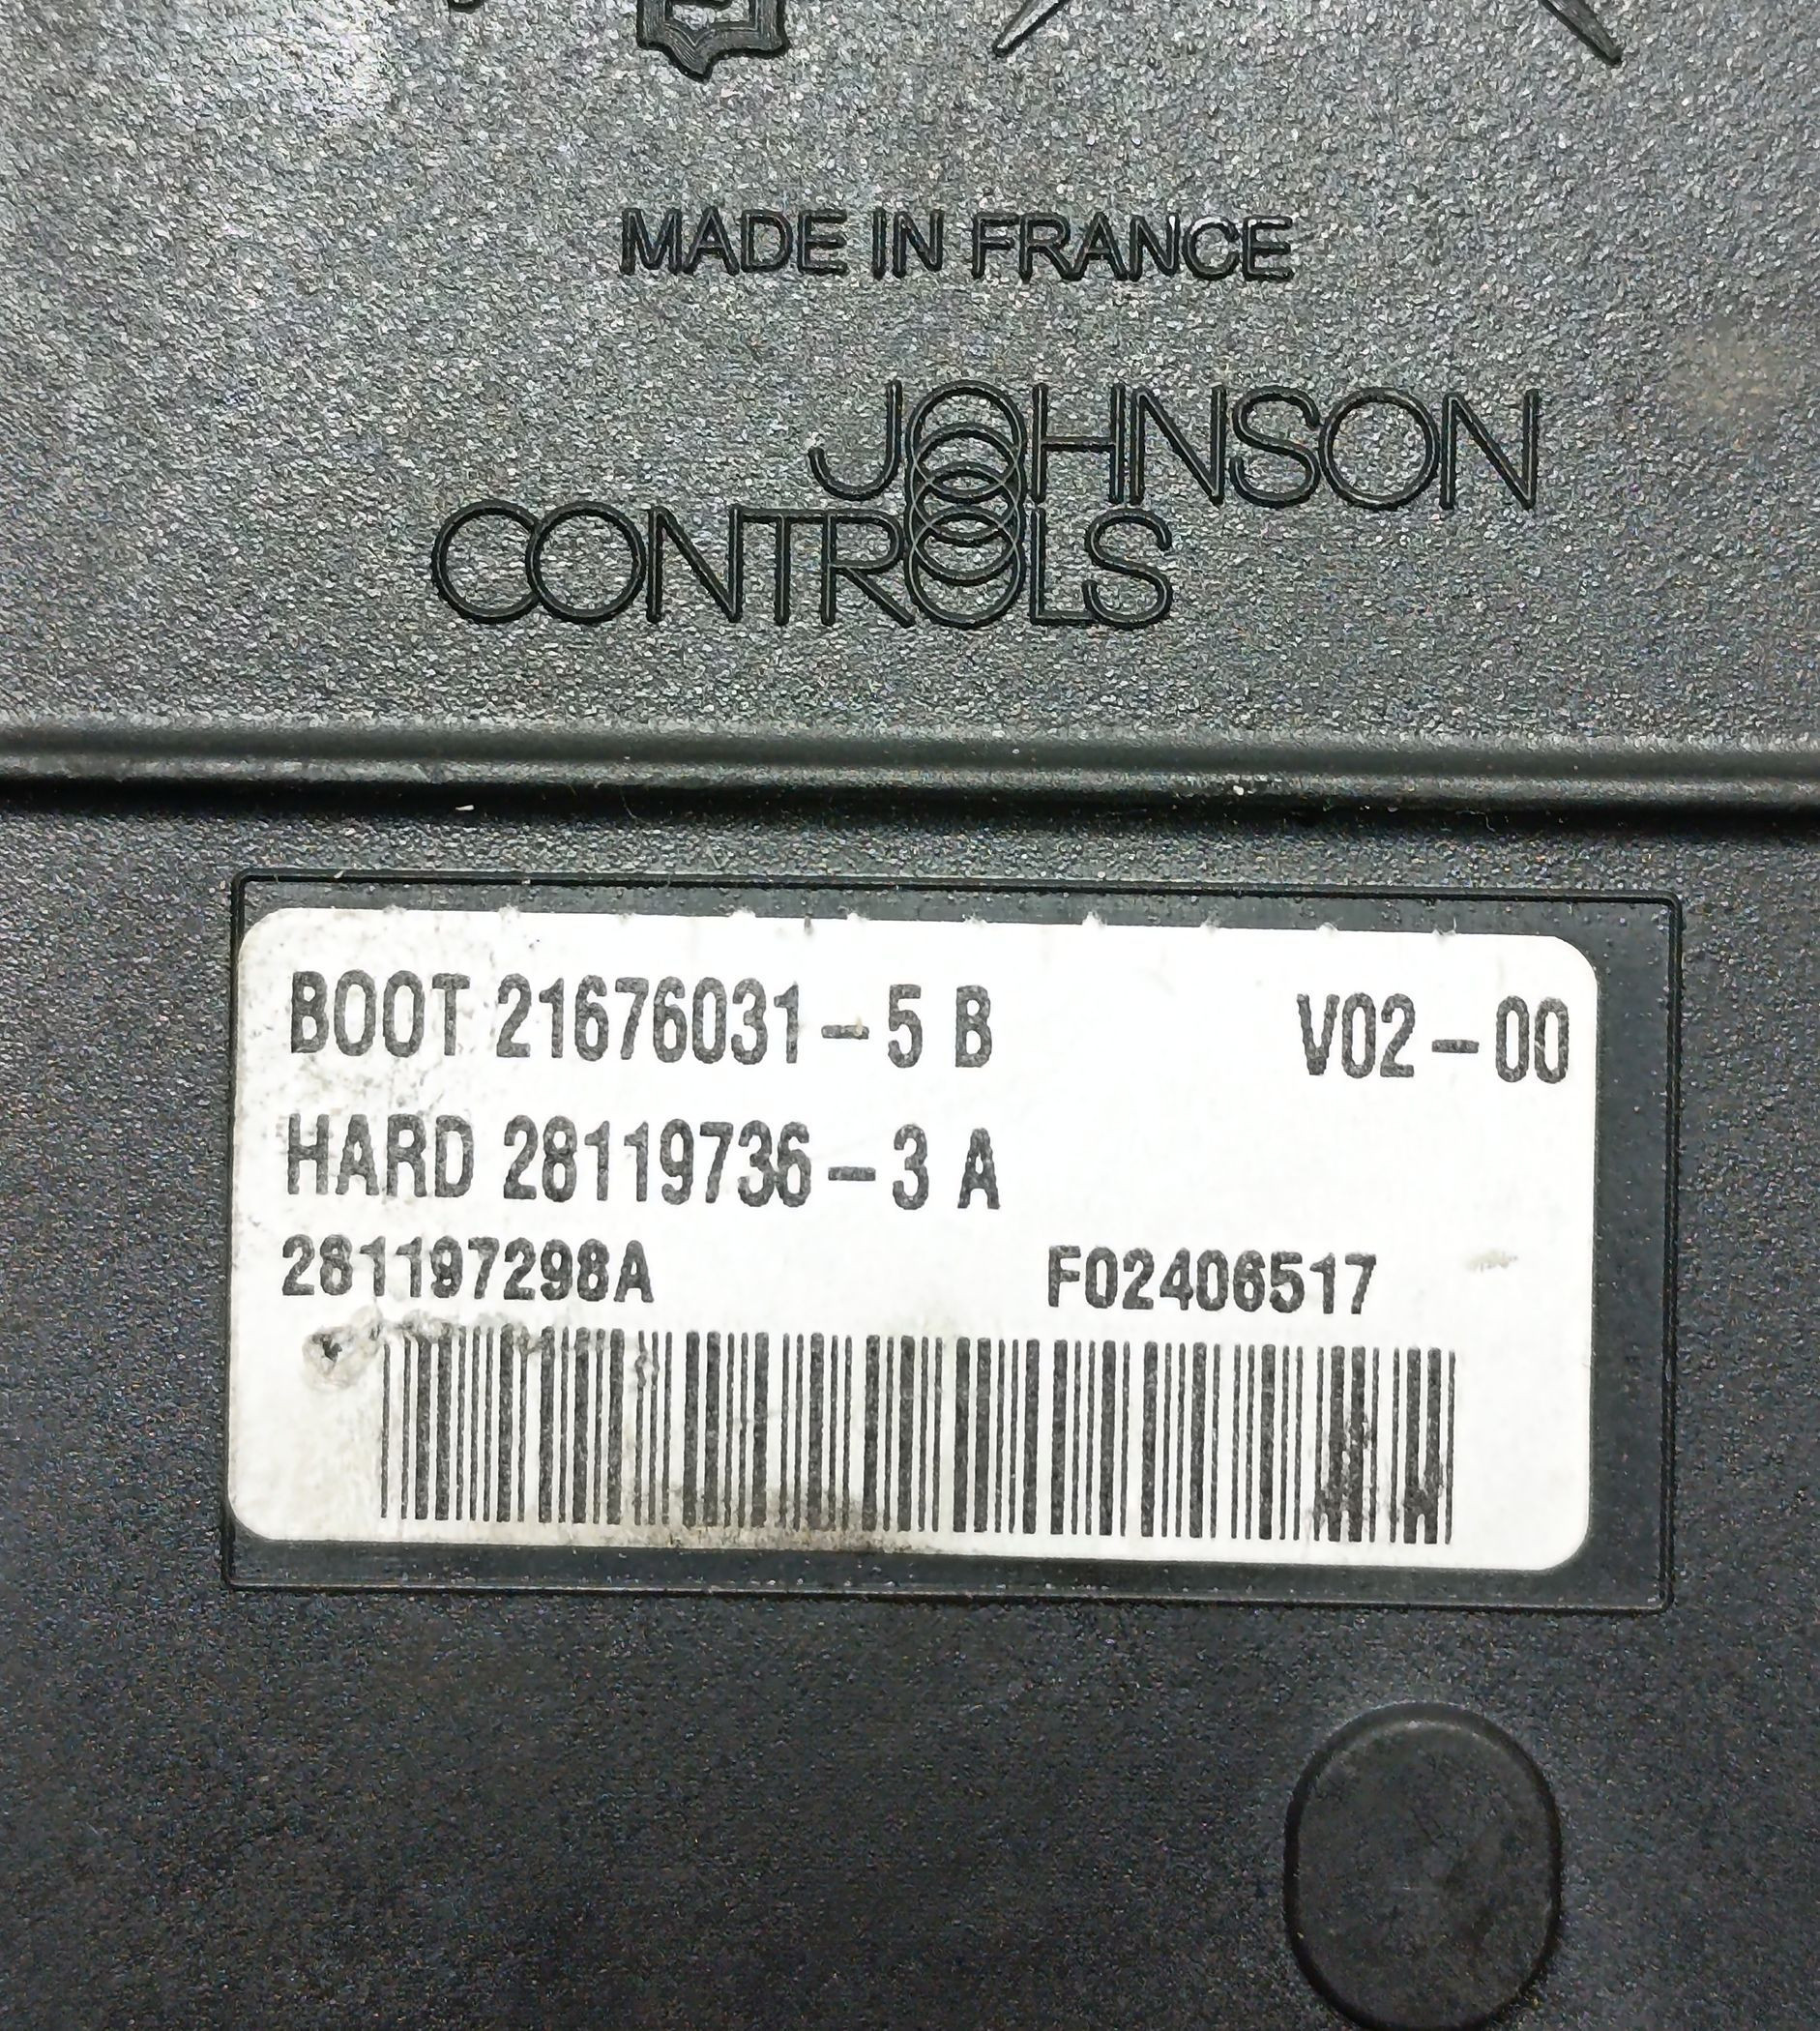 MADE IN FRANCE
JOHNSON
CONTROLS
BOOT 21676031-5 B V02-00
HARD 28119736-3 A
281197298A F02406517